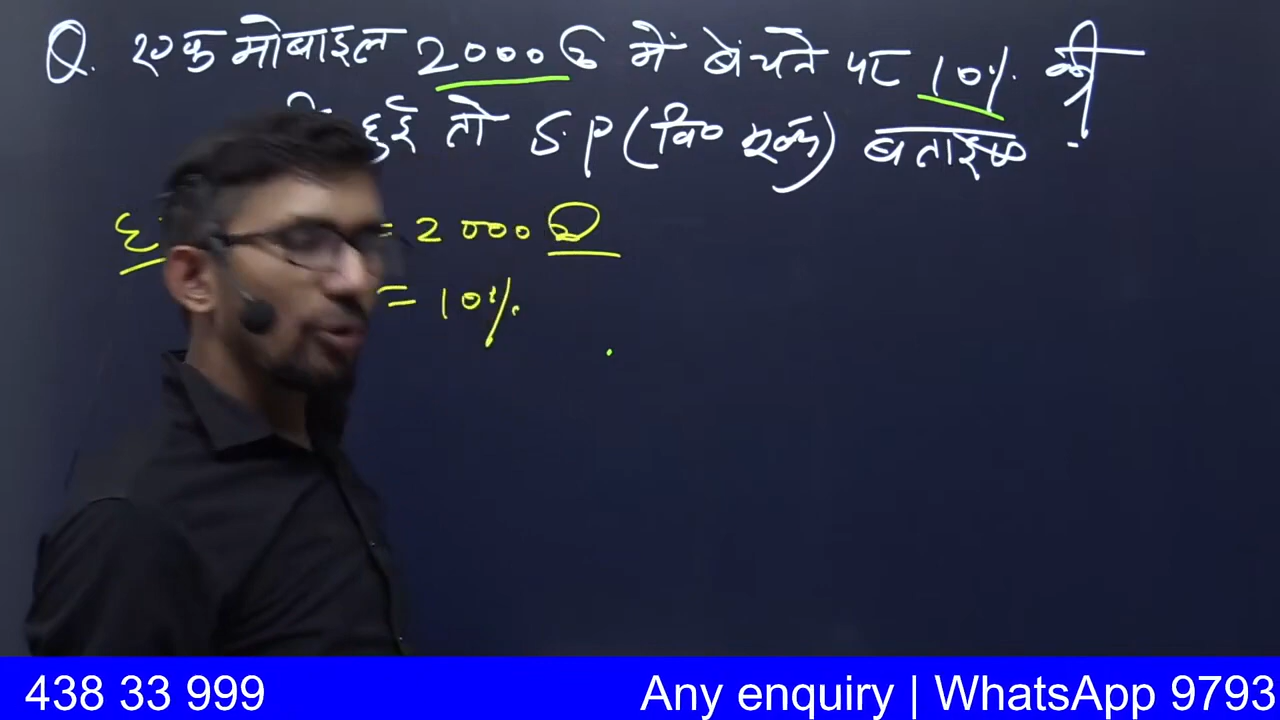 Q. एक मोबाइल 2000₹ में बेचने पर 10% की
हुई तो S.P (वि० मूल्य) बताइए
= 2000 ₹
= 10%
438 33 999
Any enquiry | WhatsApp 9793